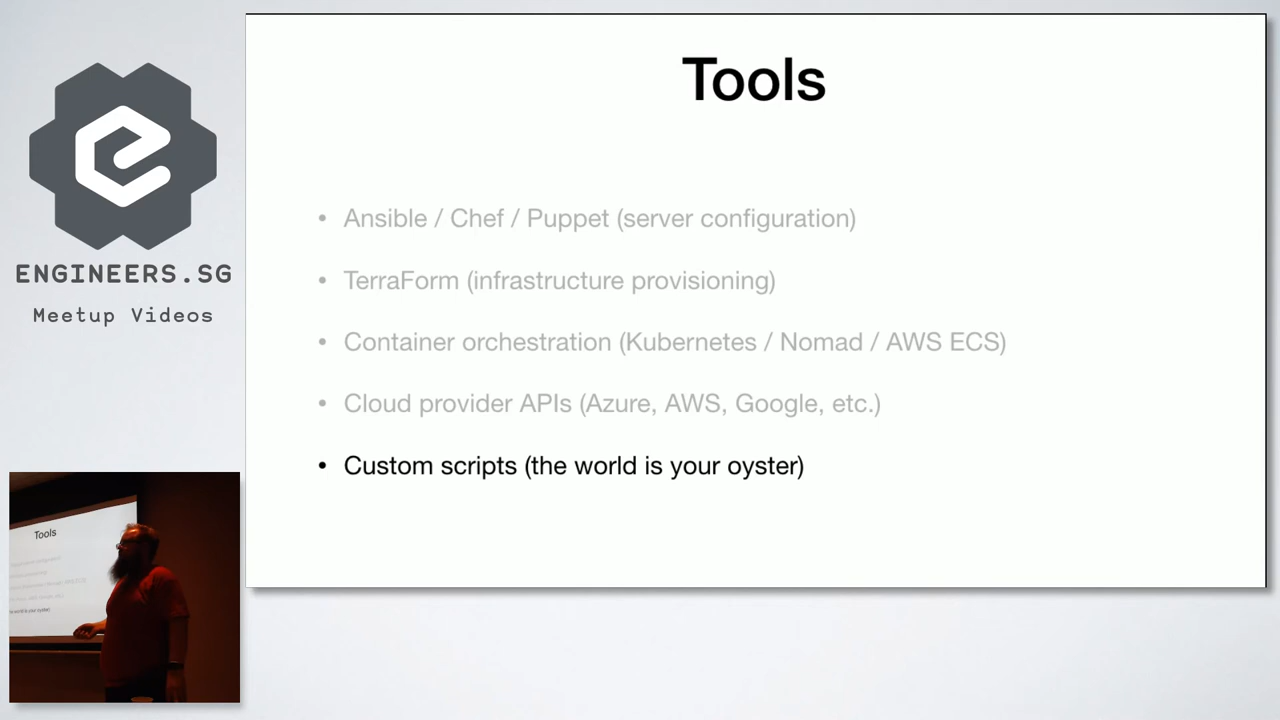 ENGINEERS.SG
Meetup Videos
Tools
• Ansible / Chef / Puppet (server configuration)
• TerraForm (infrastructure provisioning)
• Container orchestration (Kubernetes / Nomad / AWS ECS)
• Cloud provider APIs (Azure, AWS, Google, etc.)
• Custom scripts (the world is your oyster)
Tools